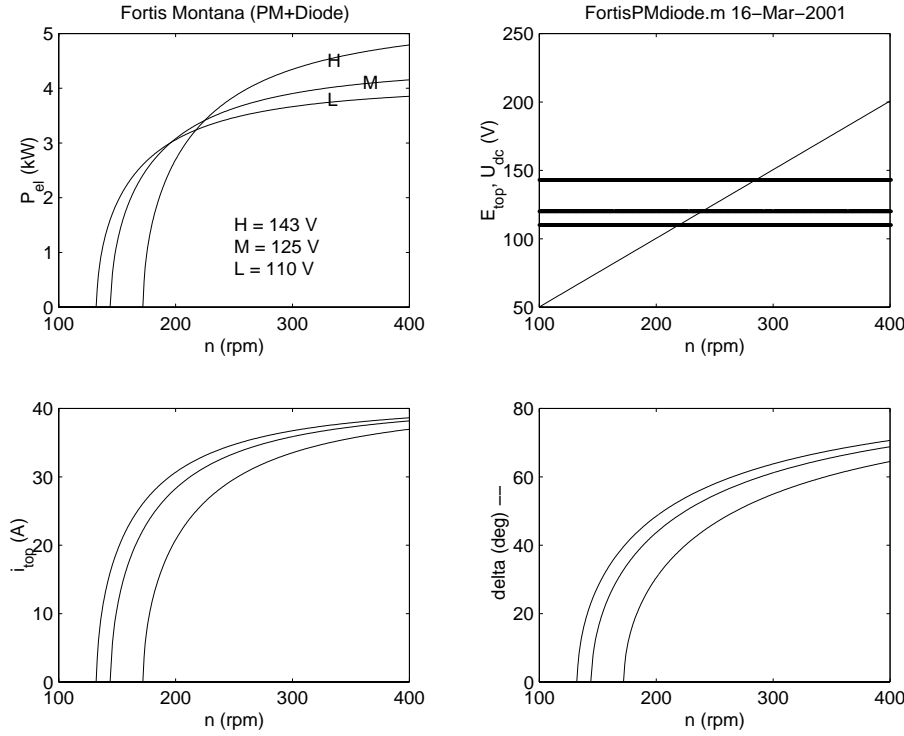 Fortis Montana (PM+Diode)
5
4
3
2
1
0
P_el (kW)
H
M
L
H = 143 V
M = 125 V
L = 110 V
100 200 300 400
n (rpm)
FortisPMdiode.m 16−Mar−2001
250
200
150
100
50
E_top, U_dc (V)
100 200 300 400
n (rpm)
40
30
20
10
0
i_top (A)
100 200 300 400
n (rpm)
80
60
40
20
0
delta (deg) −−
100 200 300 400
n (rpm)